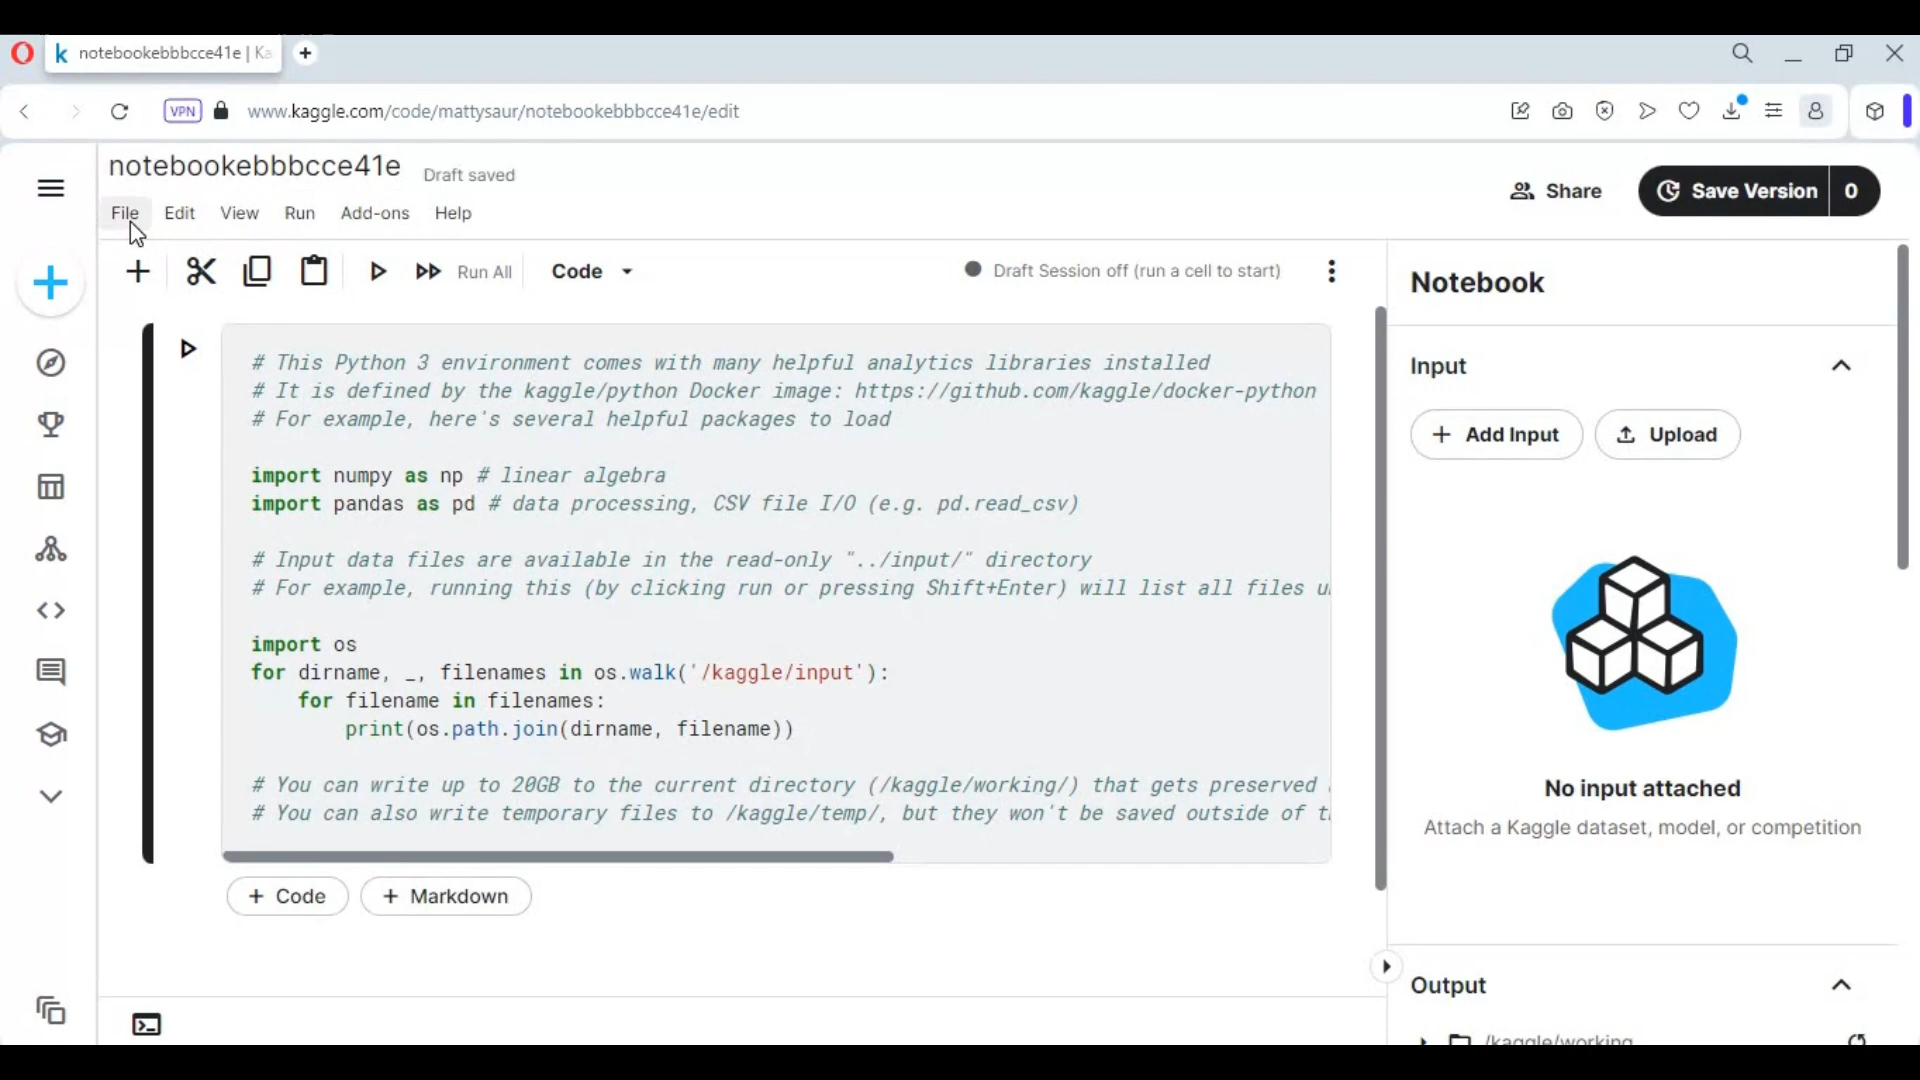 notebookebbbcce41e | Ka
VPN
www.kaggle.com/code/mattysaur/notebookebbbcce41e/edit
notebookebbbcce41e
Draft saved
File
Edit
View
Run
Add-ons
Help
Share
Save Version
0
Run All
Code
Draft Session off (run a cell to start)
# This Python 3 environment comes with many helpful analytics libraries installed
# It is defined by the kaggle/python Docker image: https://github.com/kaggle/docker-python
# For example, here's several helpful packages to load
import numpy as np # linear algebra
import pandas as pd # data processing, CSV file I/O (e.g. pd.read_csv)
# Input data files are available in the read-only "../input/" directory
# For example, running this (by clicking run or pressing Shift+Enter) will list all files
import os
for dirname, _, filenames in os.walk('/kaggle/input'):
    for filename in filenames:
        print(os.path.join(dirname, filename))
# You can write up to 20GB to the current directory (/kaggle/working/) that gets preserved
# You can also write temporary files to /kaggle/temp/, but they won't be saved outside of
+ Code
+ Markdown
Notebook
Input
+ Add Input
Upload
No input attached
Attach a Kaggle dataset, model, or competition
Output
/kaggle/working